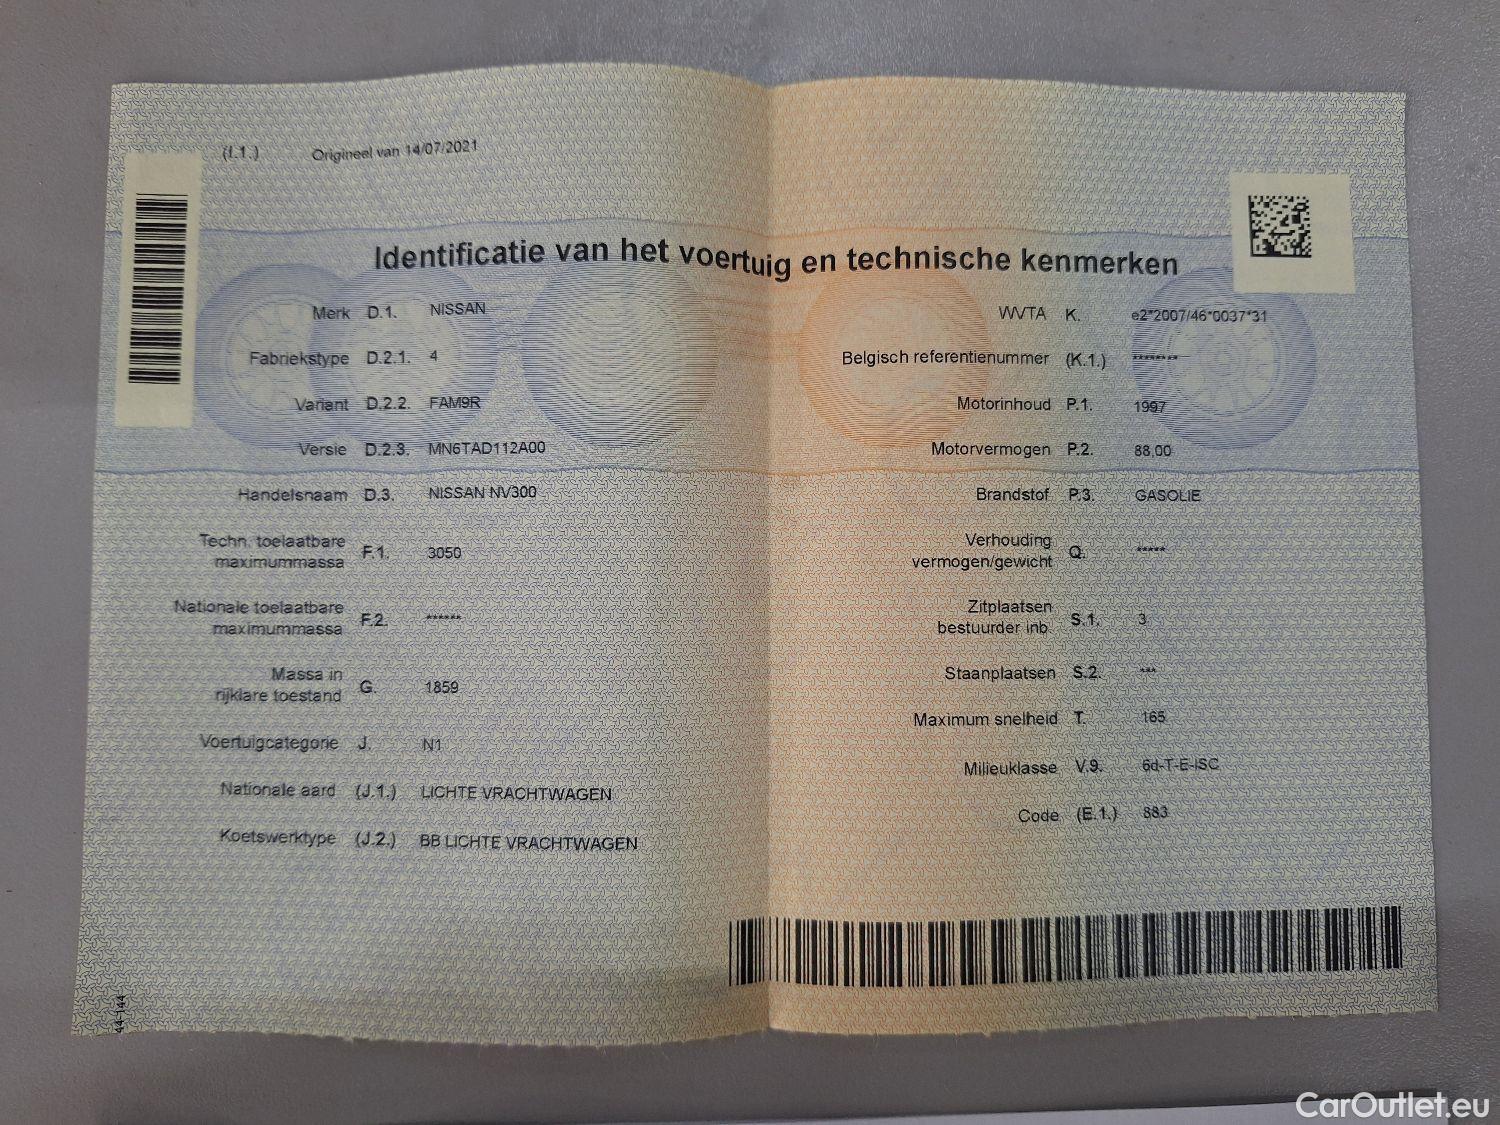 (I.1.) Origineel van 14/07/2021
Identificatie van het voertuig en technische kenmerken
Merk D.1. NISSAN
Fabriekstype D.2.1. 4
Variant D.2.2. FAM9R
Versie D.2.3. MN6TAD112A00
Handelsnaam D.3. NISSAN NV300
Techn. toelaatbare
maximummassa F.1. 3050
Nationale toelaatbare
maximummassa F.2. ******
Massa in
rijklare toestand G. 1859
Voertuigcategorie J. N1
Nationale aard (J.1.) LICHTE VRACHTWAGEN
Koetswerktype (J.2.) BB LICHTE VRACHTWAGEN
44-144
WVTA K. e2*2007/46*0037*31
Belgisch referentienummer (K.1.) ********
Motorinhoud P.1. 1997
Motorvermogen P.2. 88,00
Brandstof P.3. GASOLIE
Verhouding
vermogen/gewicht Q. *****
Zitplaatsen
bestuurder inb. S.1. 3
Staanplaatsen S.2. ***
Maximum snelheid T. 165
Milieuklasse V.9. 6d-T-E-ISC
Code (E.1.) 883
CarOutlet.eu